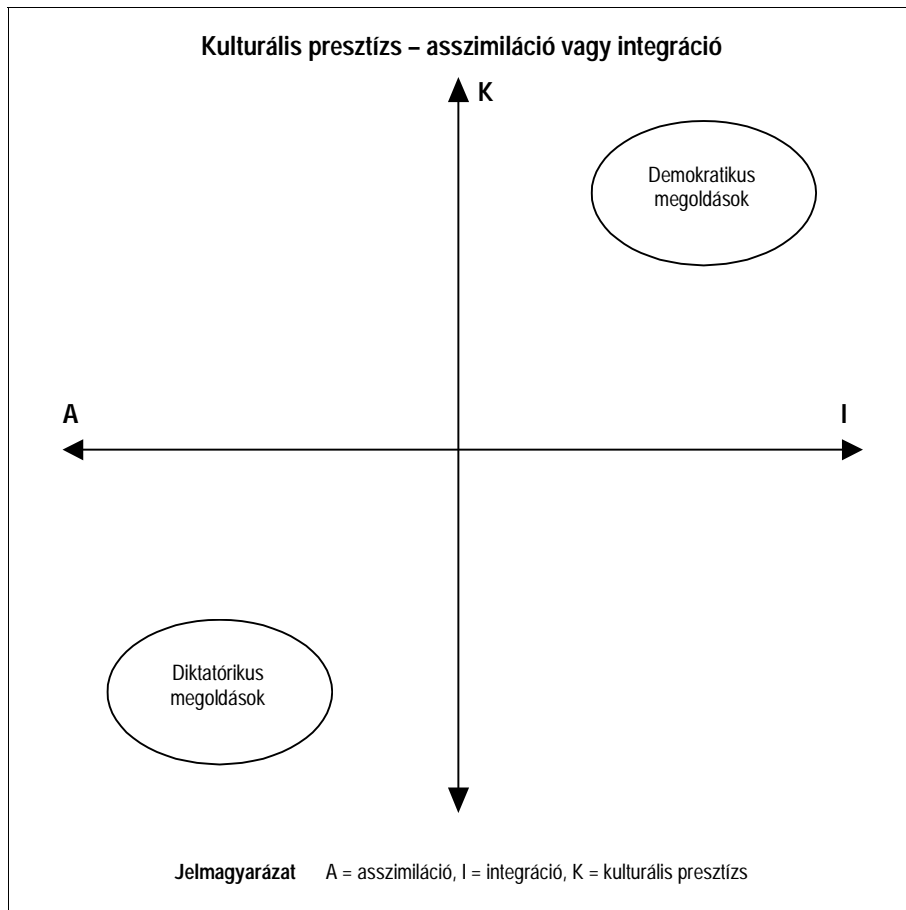 Kulturális presztízs – asszimiláció vagy integráció
K
Demokratikus
megoldások
A
I
Diktatórikus
megoldások
Jelmagyarázat A = asszimiláció, I = integráció, K = kulturális presztízs